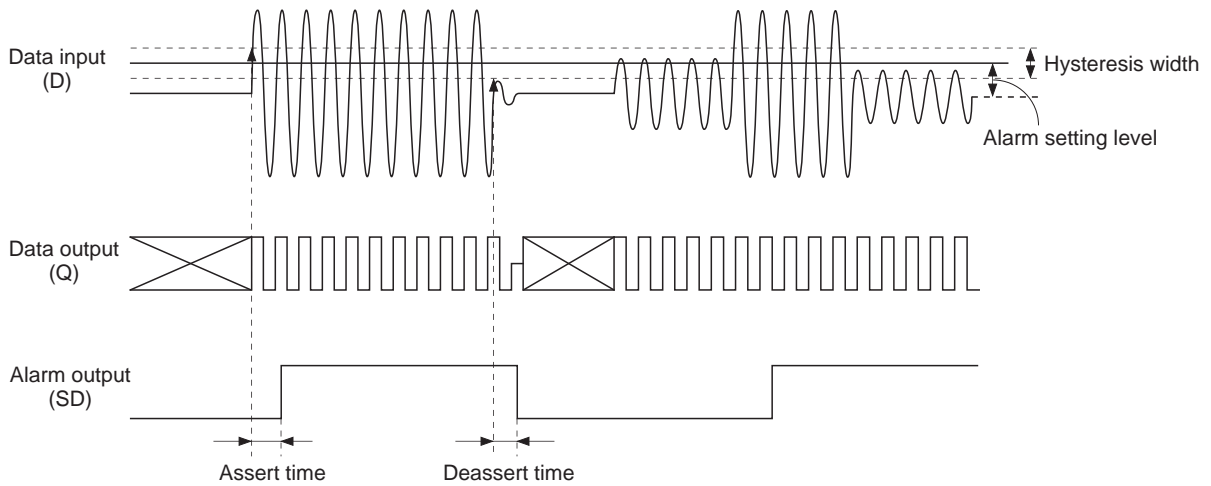 Data input
(D)
Hysteresis width
Alarm setting level
Data output
(Q)
Alarm output
(SD)
Assert time
Deassert time